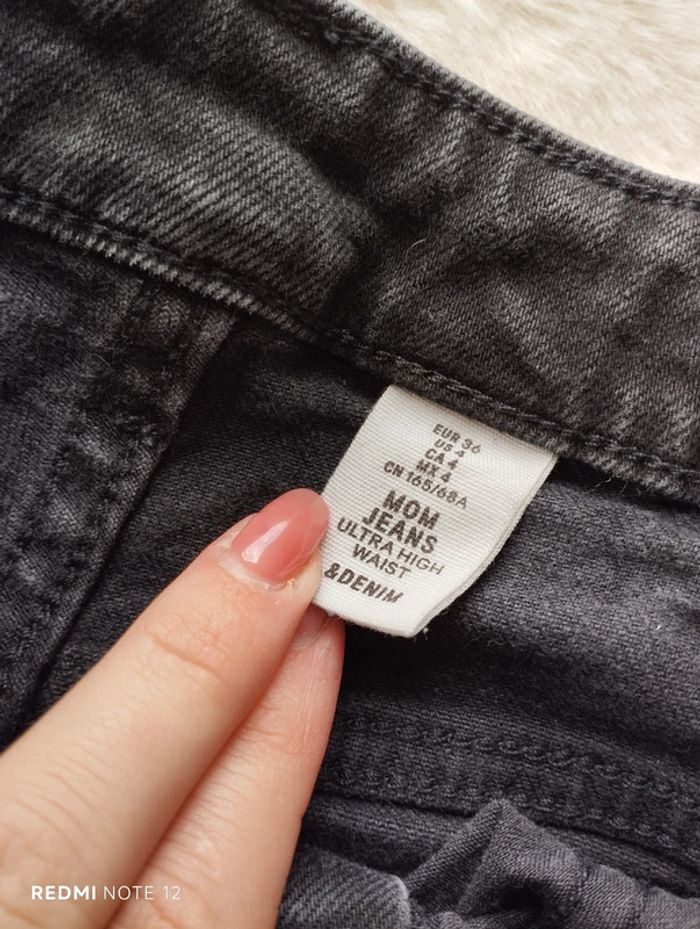 EUR 36
US 4
CA 4
MX 4
CN 165/68A
MOM
JEANS
ULTRA HIGH
WAIST
&DENIM
REDMI NOTE 12